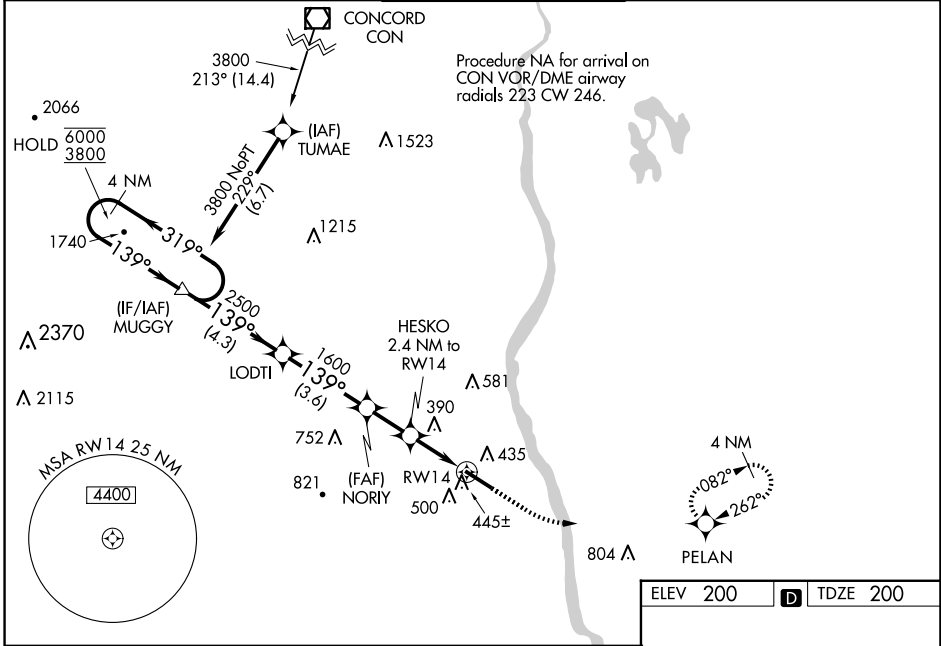 CONCORD
CON
3800
213° (14.4)
Procedure NA for arrival on
CON VOR/DME airway
radials 223 CW 246.
2066
HOLD 6000
3800
(IAF)
TUMAE
1523
4 NM
3800 NoPT
229°
(6.7)
1215
1740
319°
139°
(IF/IAF)
MUGGY
2500
139°
(4.3)
2370
HESKO
2.4 NM to
RW14
LODTI
1600
139°
(3.6)
581
2115
390
752
435
4 NM
MSA RW14 25 NM
(FAF)
NORIY
RW14
821
082°
262°
4400
500
445±
804
PELAN
ELEV 200
D
TDZE 200